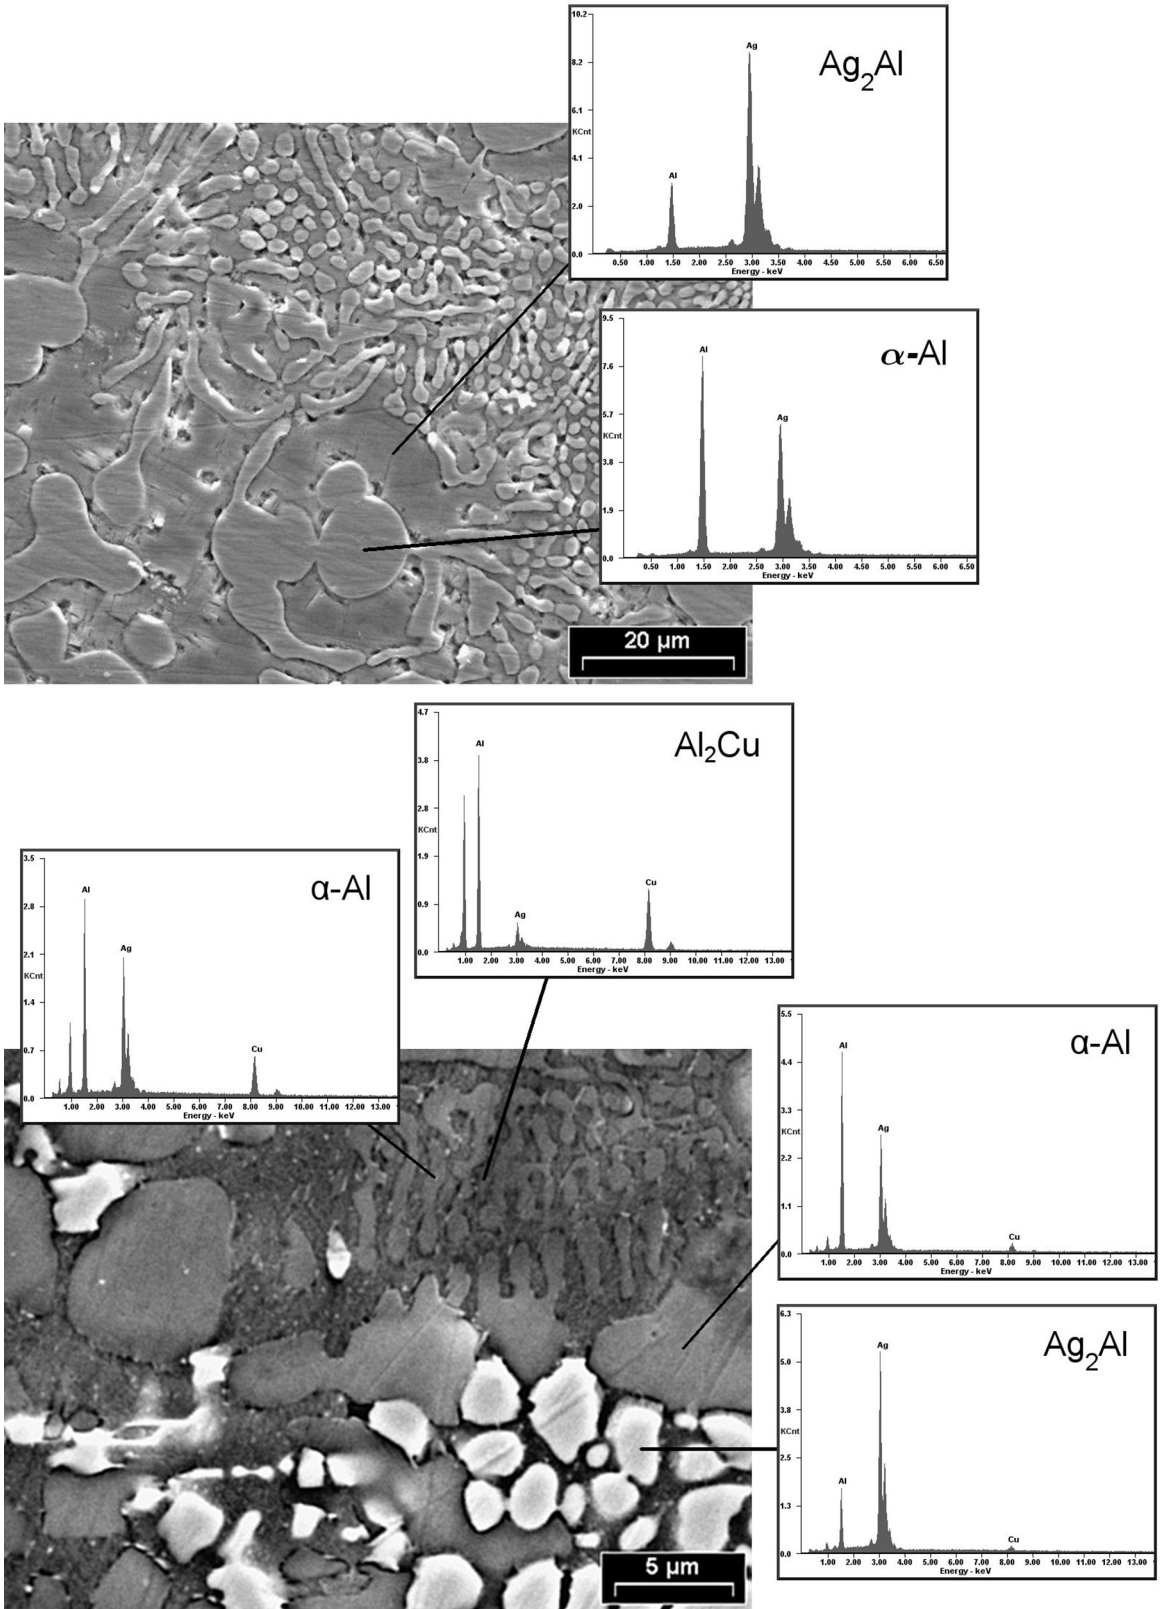 Ag2Al
10.2
8.2
6.1
KCnt
4.1
2.0
0.0
Al
Ag
0.50 1.00 1.50 2.00 2.50 3.00 3.50 4.00 4.50 5.00 5.50 6.00 6.50
Energy - keV
α-Al
9.5
7.6
5.7
KCnt
3.8
1.9
0.0
Al
Ag
0.50 1.00 1.50 2.00 2.50 3.00 3.50 4.00 4.50 5.00 5.50 6.00 6.50
Energy - keV
20 µm
Al2Cu
4.7
3.8
2.8
KCnt
1.9
0.9
0.0
Al
Ag
Cu
1.00 2.00 3.00 4.00 5.00 6.00 7.00 8.00 9.00 10.00 11.00 12.00 13.00
Energy - keV
α-Al
3.5
2.8
2.1
KCnt
1.4
0.7
0.0
Al
Ag
Cu
1.00 2.00 3.00 4.00 5.00 6.00 7.00 8.00 9.00 10.00 11.00 12.00 13.00
Energy - keV
α-Al
5.5
4.4
3.3
KCnt
2.2
1.1
0.0
Al
Ag
Cu
1.00 2.00 3.00 4.00 5.00 6.00 7.00 8.00 9.00 10.00 11.00 12.00 13.00
Energy - keV
Ag2Al
6.3
5.0
3.8
KCnt
2.5
1.3
0.0
Al
Ag
Cu
1.00 2.00 3.00 4.00 5.00 6.00 7.00 8.00 9.00 10.00 11.00 12.00 13.00
Energy - keV
5 µm